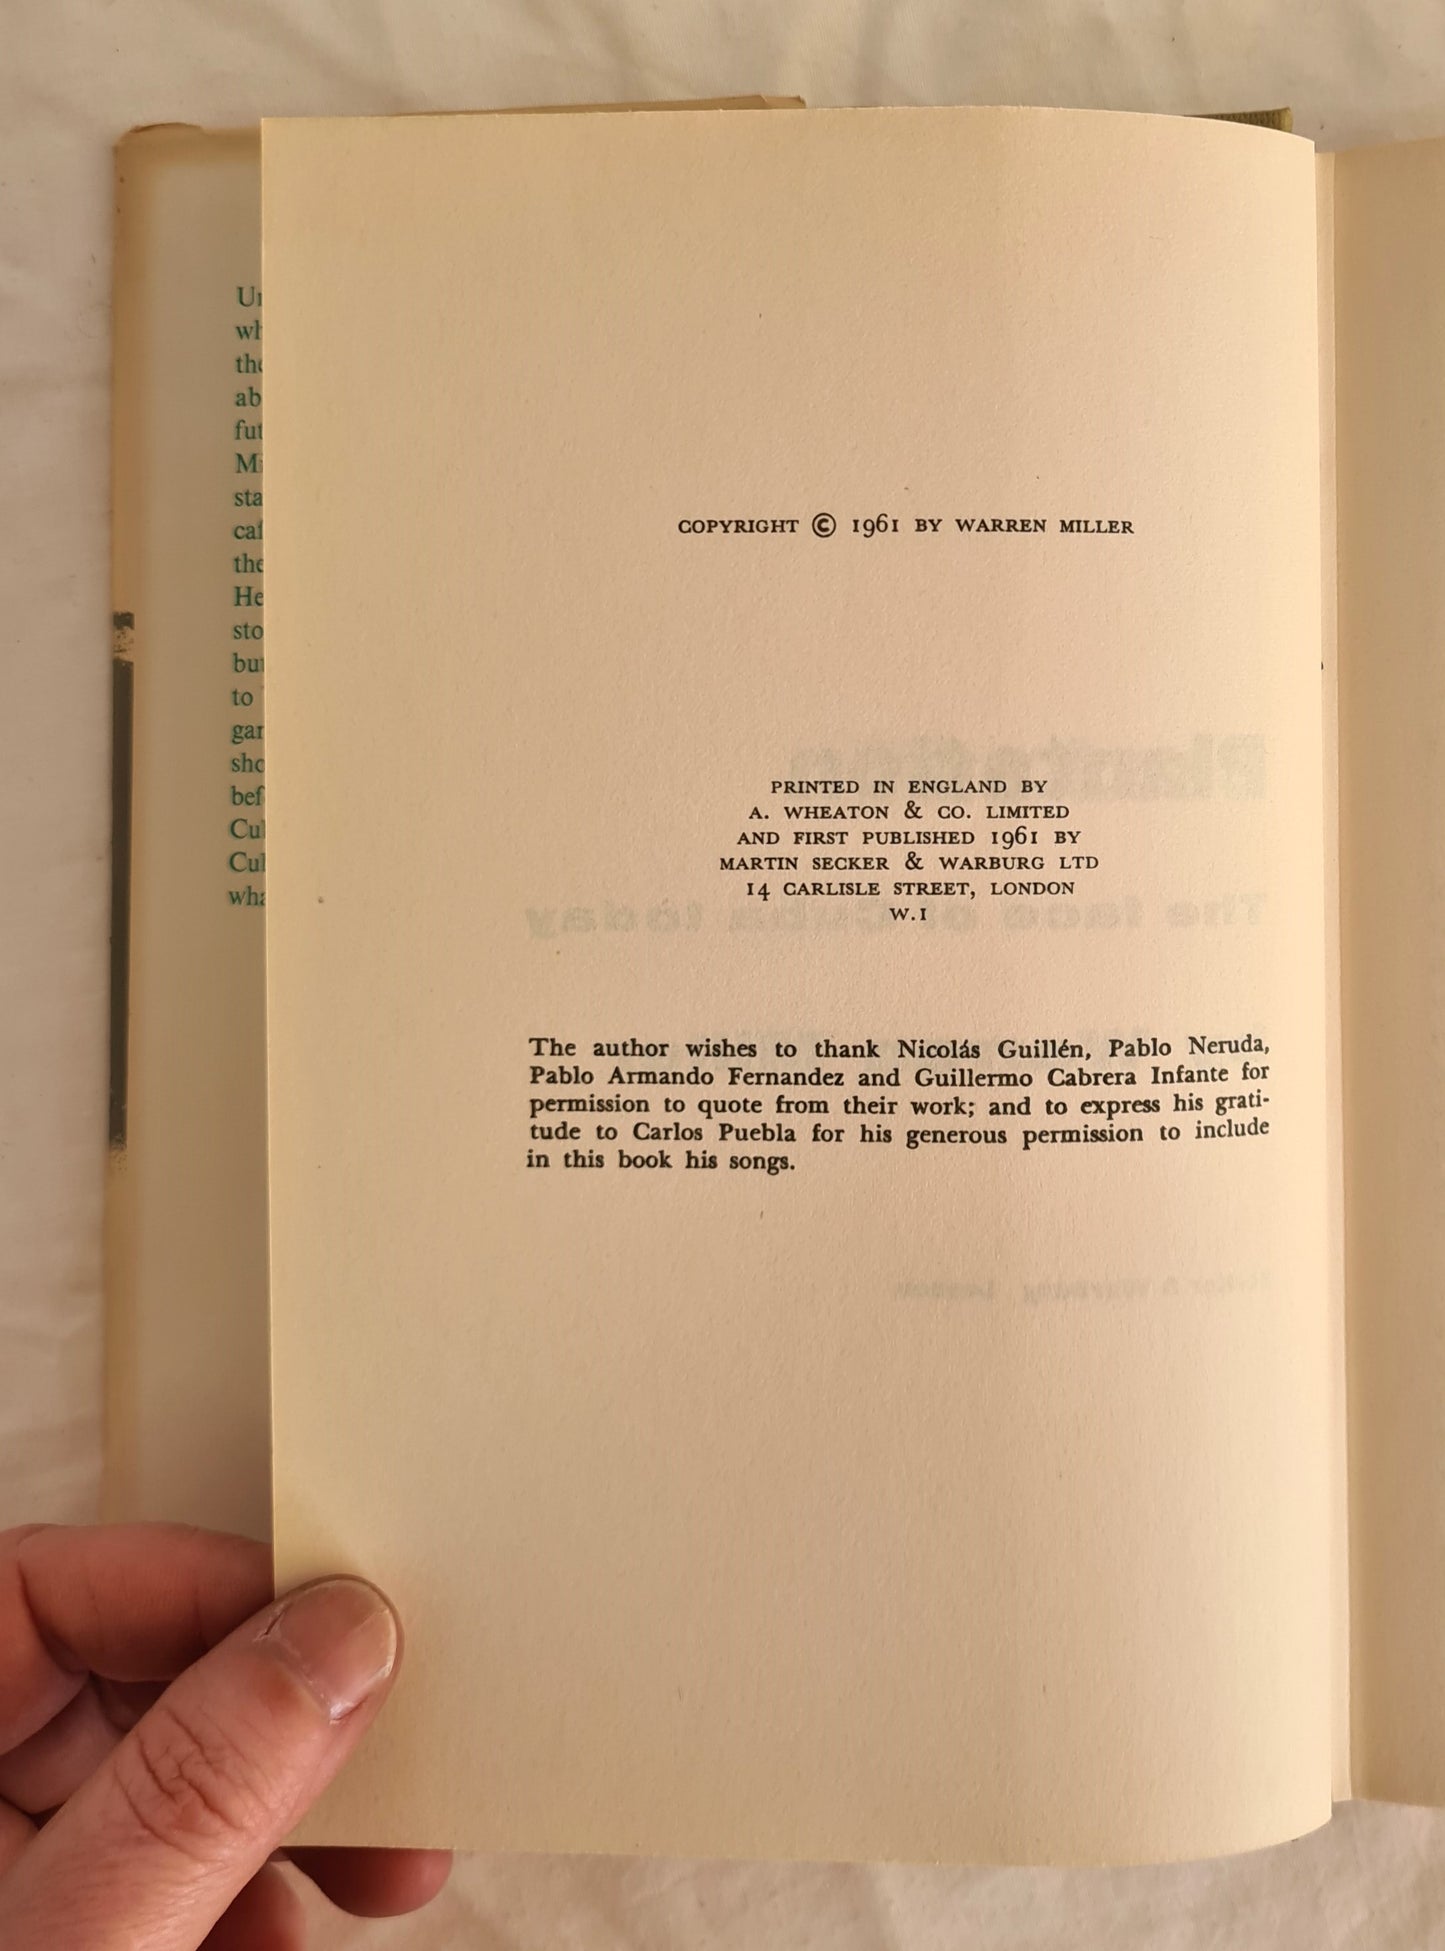 COPYRIGHT © 1961 BY WARREN MILLER
PRINTED IN ENGLAND BY
A. WHEATON & CO. LIMITED
AND FIRST PUBLISHED 1961 BY
MARTIN SECKER & WARBURG LTD
14 CARLISLE STREET, LONDON
W.1
The author wishes to thank Nicolás Guillén, Pablo Neruda,
Pablo Armando Fernandez and Guillermo Cabrera Infante for
permission to quote from their work; and to express his grati-
tude to Carlos Puebla for his generous permission to include
in this book his songs.